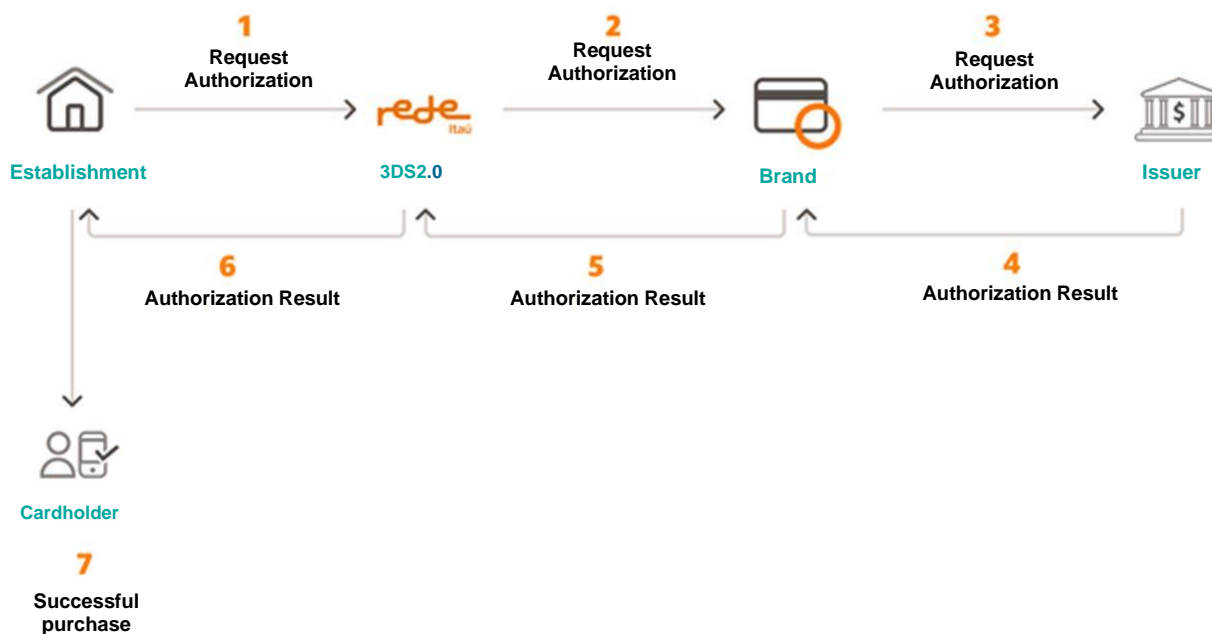 1
Request
Authorization
2
Request
Authorization
3
Request
Authorization
rede
Itaú
$
Establishment
3DS2.0
Brand
Issuer
6
Authorization Result
5
Authorization Result
4
Authorization Result
Cardholder
7
Successful
purchase